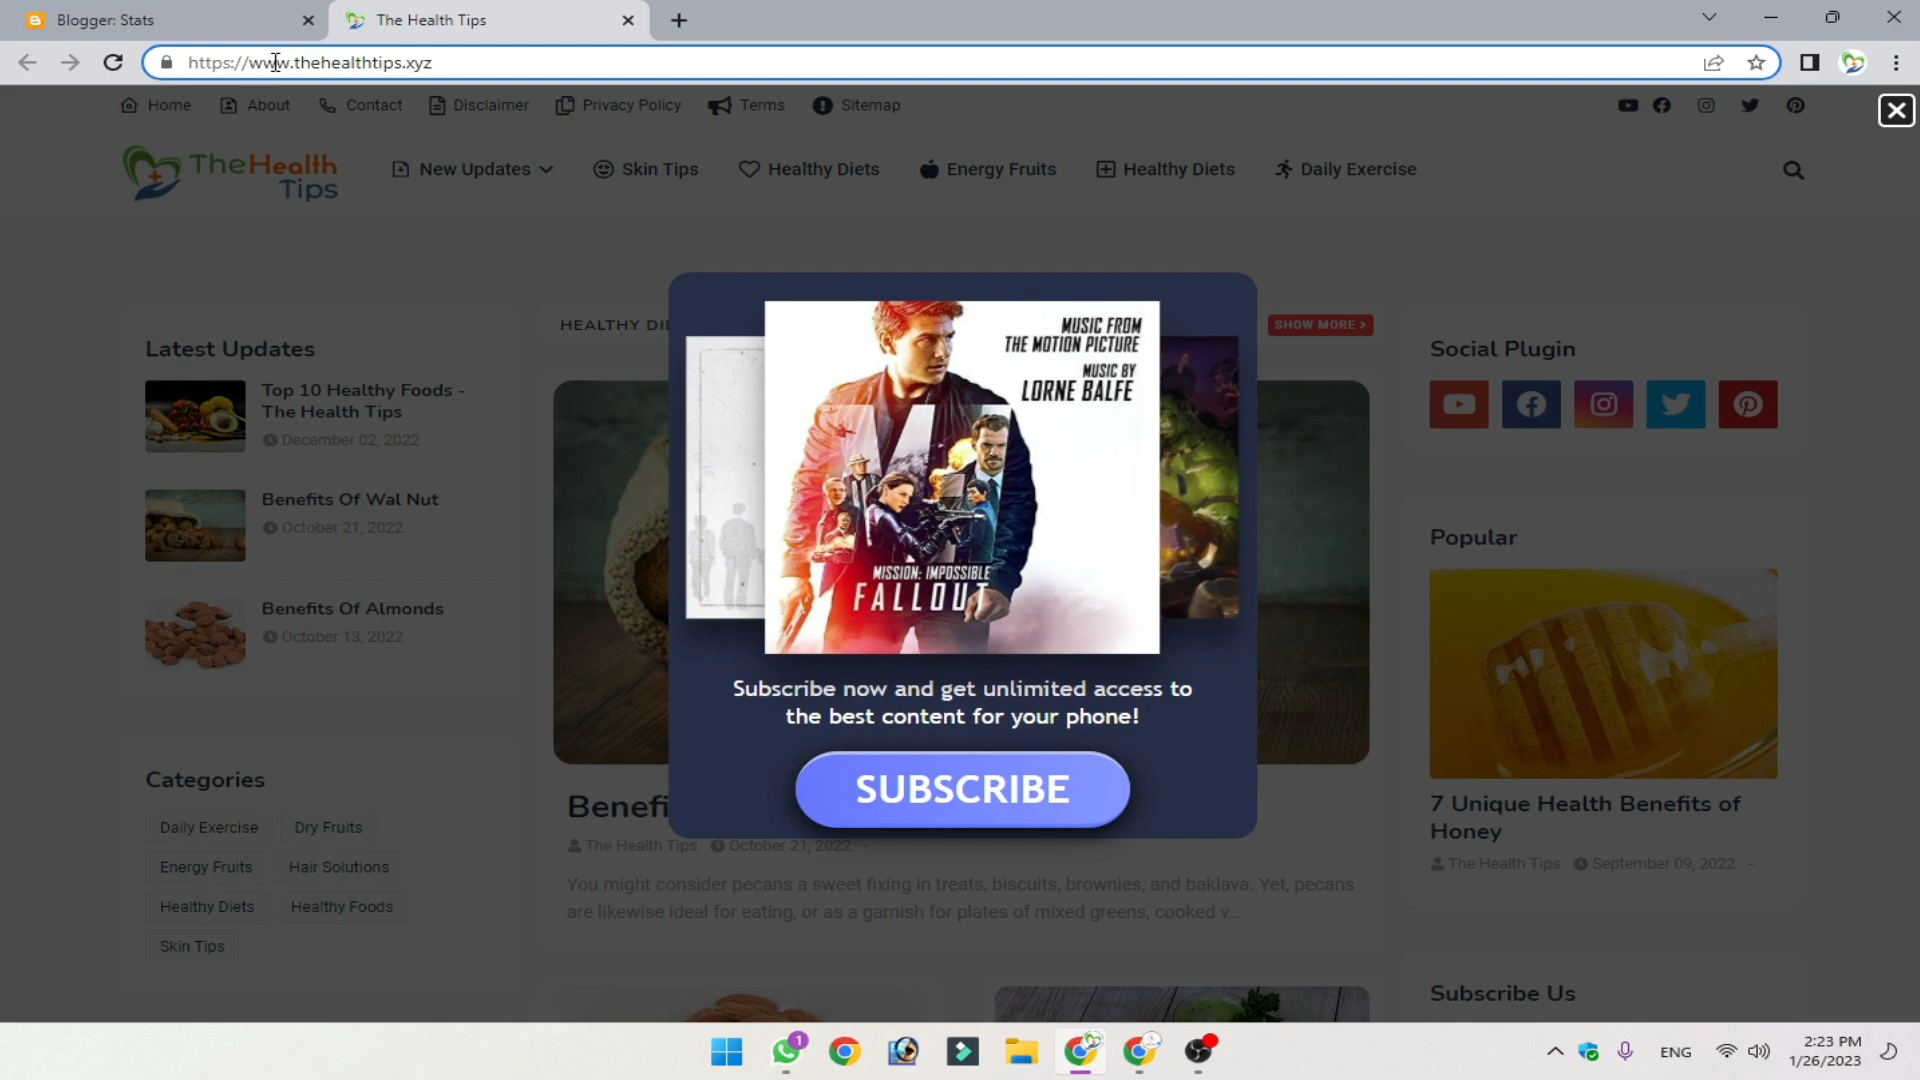 Blogger: Stats
The Health Tips
https://www.thehealthtips.xyz
Home
About
Contact
Disclaimer
Privacy Policy
Terms
Sitemap
TheHealth
Tips
New Updates
Skin Tips
Healthy Diets
Energy Fruits
Healthy Diets
Daily Exercise
Latest Updates
Top 10 Healthy Foods -
The Health Tips
December 02, 2022
Benefits Of Wal Nut
October 21, 2022
Benefits Of Almonds
October 13, 2022
Categories
Daily Exercise
Dry Fruits
Energy Fruits
Hair Solutions
Healthy Diets
Healthy Foods
Skin Tips
HEALTHY DIE
SHOW MORE >
MUSIC FROM
THE MOTION PICTURE
MUSIC BY
LORNE BALFE
MISSION: IMPOSSIBLE
FALLOUT
Subscribe now and get unlimited access to
the best content for your phone!
SUBSCRIBE
Benefi
The Health Tips October 21, 2022 -
You might consider pecans a sweet fixing in treats, biscuits, brownies, and baklava. Yet, pecans
are likewise ideal for eating, or as a garnish for plates of mixed greens, cooked v...
Social Plugin
Popular
7 Unique Health Benefits of
Honey
The Health Tips September 09, 2022 -
Subscribe Us
1
ENG
2:23 PM
1/26/2023